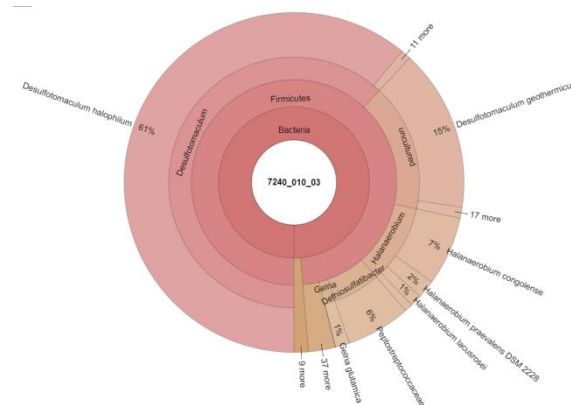 7240_010_03
Bacteria
Firmicutes
Desulfotomaculum
Desulfotomaculum halophilum
61%
11 more
uncultured
15%
Desulfotomaculum geothermicu
17 more
Halanaerobium
7%
Halanaerobium congolense
2%
Halanaerobium praevalens DSM 2228
1%
Halanaerobium lacusrosei
Dethiosulfatibacter
6%
Peptostreptococcaceae
Gelria
1%
Gelria glutamica
37 more
9 more